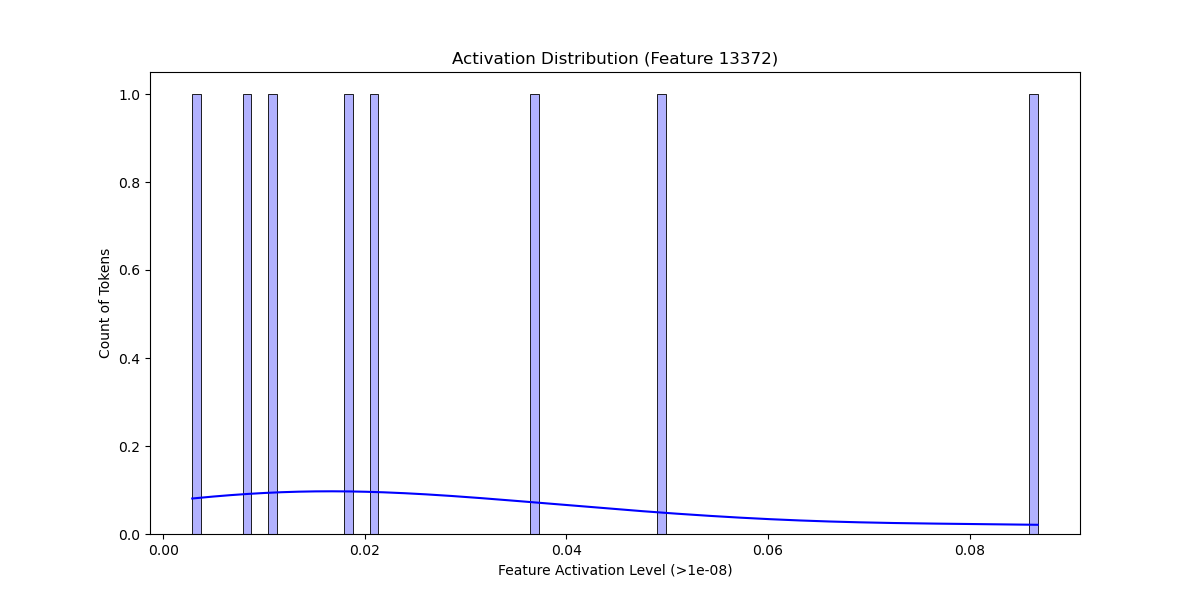 Activation Distribution (Feature 13372)
1.0
0.8
0.6
0.4
0.2
0.0
Count of Tokens
0.00 0.02 0.04 0.06 0.08
Feature Activation Level (>1e-08)